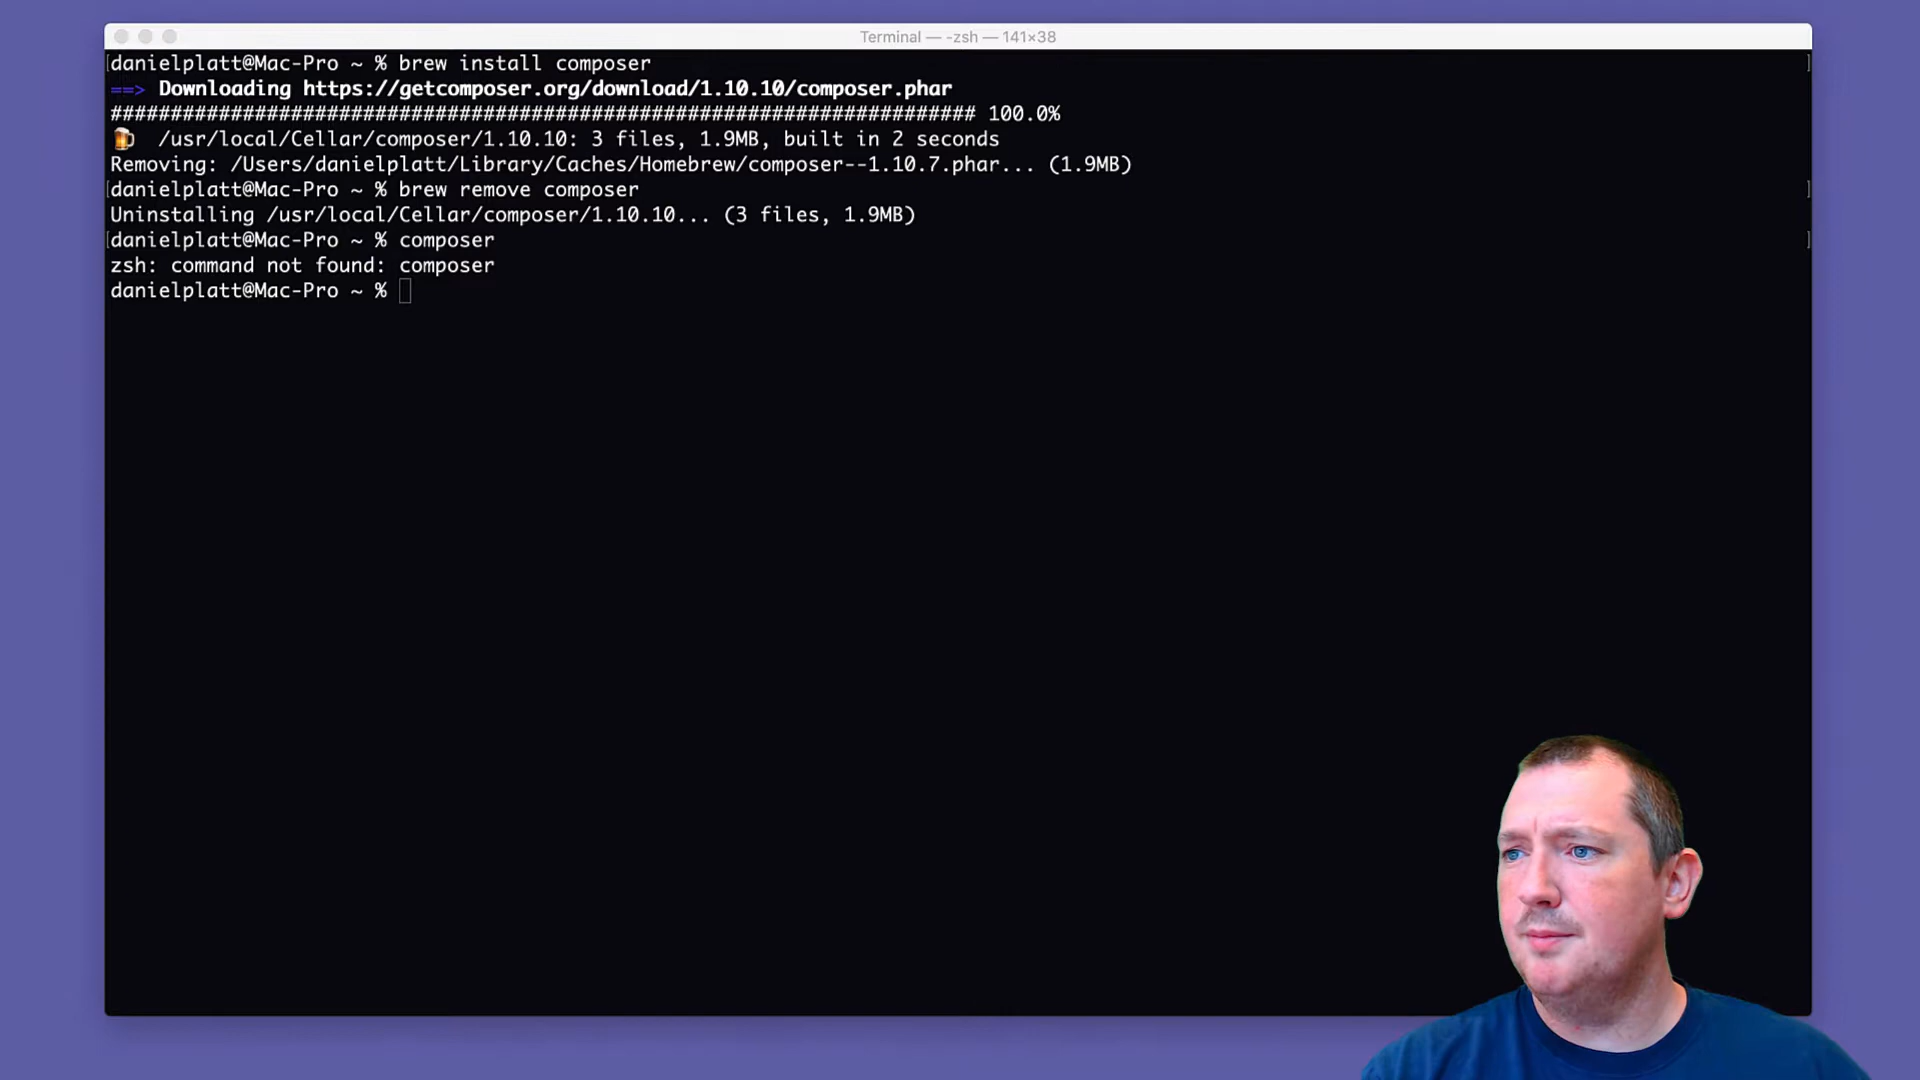 Terminal — -zsh — 141×38
danielplatt@Mac-Pro ~ % brew install composer
==> Downloading https://getcomposer.org/download/1.10.10/composer.phar
######################################################################## 100.0%
🍺  /usr/local/Cellar/composer/1.10.10: 3 files, 1.9MB, built in 2 seconds
Removing: /Users/danielplatt/Library/Caches/Homebrew/composer--1.10.7.phar... (1.9MB)
danielplatt@Mac-Pro ~ % brew remove composer
Uninstalling /usr/local/Cellar/composer/1.10.10... (3 files, 1.9MB)
danielplatt@Mac-Pro ~ % composer
zsh: command not found: composer
danielplatt@Mac-Pro ~ %